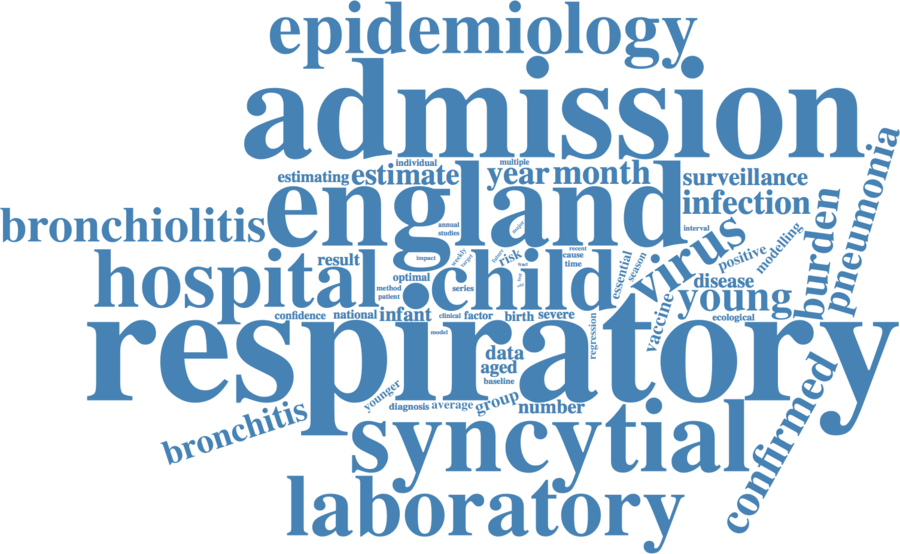 epidemiology
admission
individual
multiple
estimating
estimate
year
month
surveillance
pneumonia
england
infection
bronchiolitis
annual
studies
major
interval
virus
burden
hospital
result
impact
weekly
target
risk
recent
cause
time
essential
season
positive
modelling
optimal
child
disease
young
method
patient
series
confidence
national
infant
clinical
factor
birth
severe
vaccine
ecological
respiratory
model
regression
data
aged
baseline
younger
diagnosis
average
group
number
bronchitis
syncytial
confirmed
laboratory